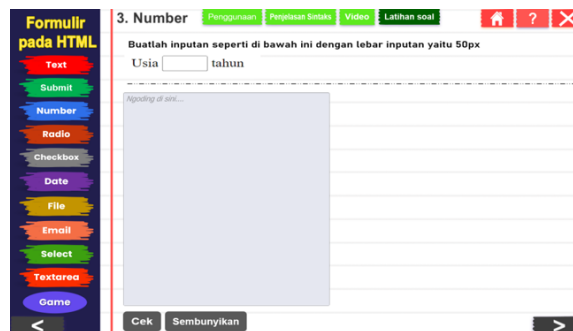 Formulir
pada HTML
Text
Submit
Number
Radio
Checkbox
Date
File
Email
Select
Textarea
Game
<
3. Number
Penggunaan
Penjelasan Sintaks
Video
Latihan soal
?
X
Buatlah inputan seperti di bawah ini dengan lebar inputan yaitu 50px
Usia tahun
Ngoding di sini....
Cek
Sembunyikan
>